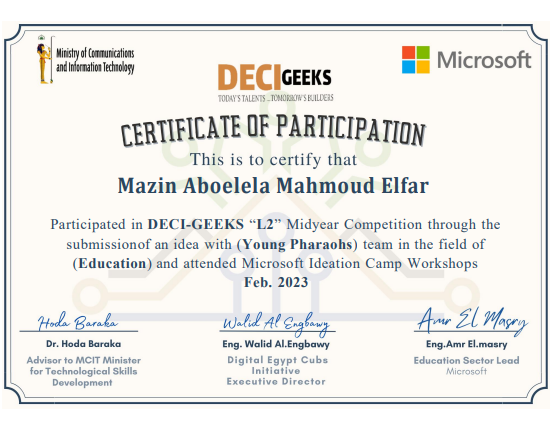 Ministry of Communications
and Information Technology
DECI GEEKS
TODAY'S TALENTS ...TOMORROW'S BUILDERS
Microsoft
CERTIFICATE OF PARTICIPATION
This is to certify that
Mazin Aboelela Mahmoud Elfar
Participated in DECI-GEEKS “L2” Midyear Competition through the
submissionof an idea with (Young Pharaohs) team in the field of
(Education) and attended Microsoft Ideation Camp Workshops
Feb. 2023
Hoda Baraka
Dr. Hoda Baraka
Advisor to MCIT Minister
for Technological Skills
Development
Walid Al Engbawy
Eng. Walid Al.Engbawy
Digital Egypt Cubs
Initiative
Executive Director
Amr EL Masry
Eng.Amr El.masry
Education Sector Lead
Microsoft